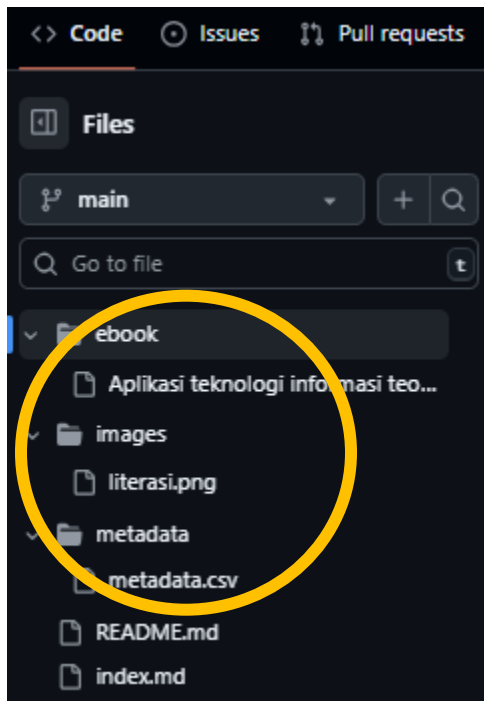 Code Issues Pull requests
Files
main
Go to file t
ebook
Aplikasi teknologi informasi teo...
images
literasi.png
metadata
metadata.csv
README.md
index.md